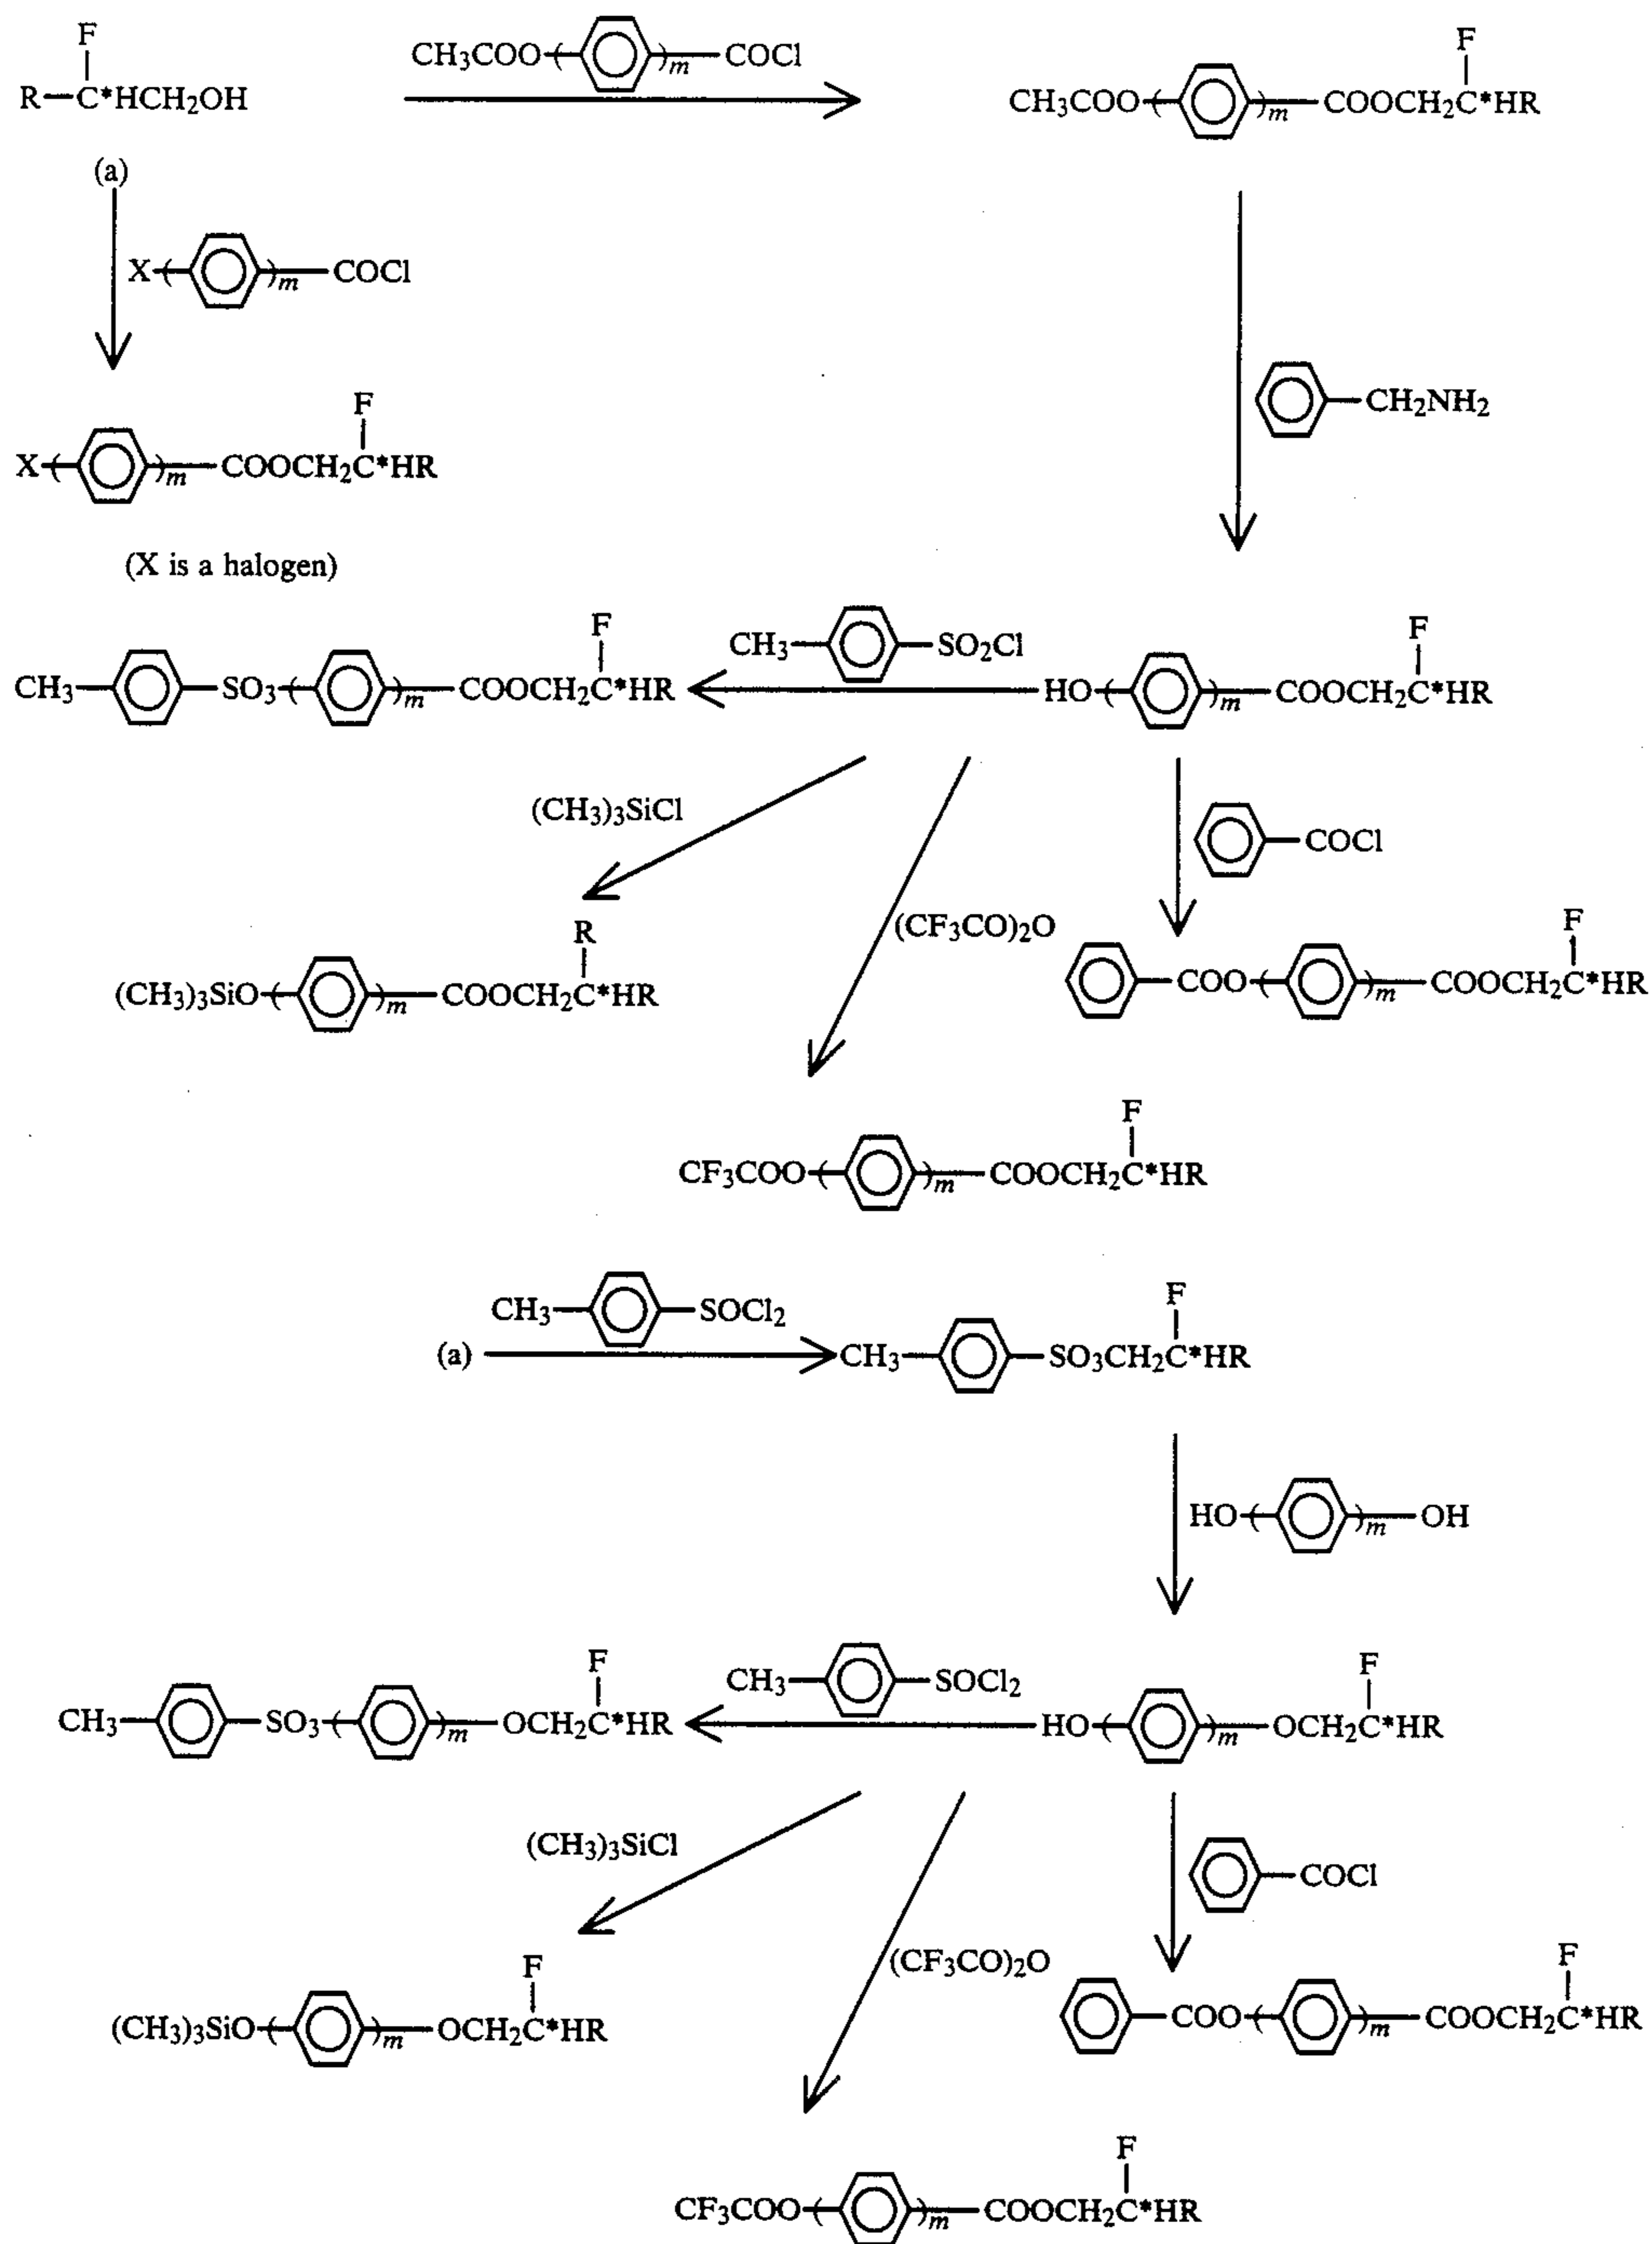 F
R-C*HCH2OH
(a)
CH3COO-( )m-COCl
F
CH3COO-( )m-COOCH2C*HR
X-( )m-COCl
CH2NH2
F
X-( )m-COOCH2C*HR
(X is a halogen)
F
CH3- -SO3-( )m-COOCH2C*HR
CH3- -SO2Cl
F
HO-( )m-COOCH2C*HR
(CH3)3SiCl
COCl
(CF3CO)2O
R
(CH3)3SiO-( )m-COOCH2C*HR
F
COO-( )m-COOCH2C*HR
F
CF3COO-( )m-COOCH2C*HR
(a)
CH3- -SOCl2
F
CH3- -SO3CH2C*HR
HO-( )m-OH
F
CH3- -SO3-( )m-OCH2C*HR
CH3- -SOCl2
F
HO-( )m-OCH2C*HR
(CH3)3SiCl
COCl
(CF3CO)2O
F
(CH3)3SiO-( )m-OCH2C*HR
F
COO-( )m-COOCH2C*HR
F
CF3COO-( )m-COOCH2C*HR